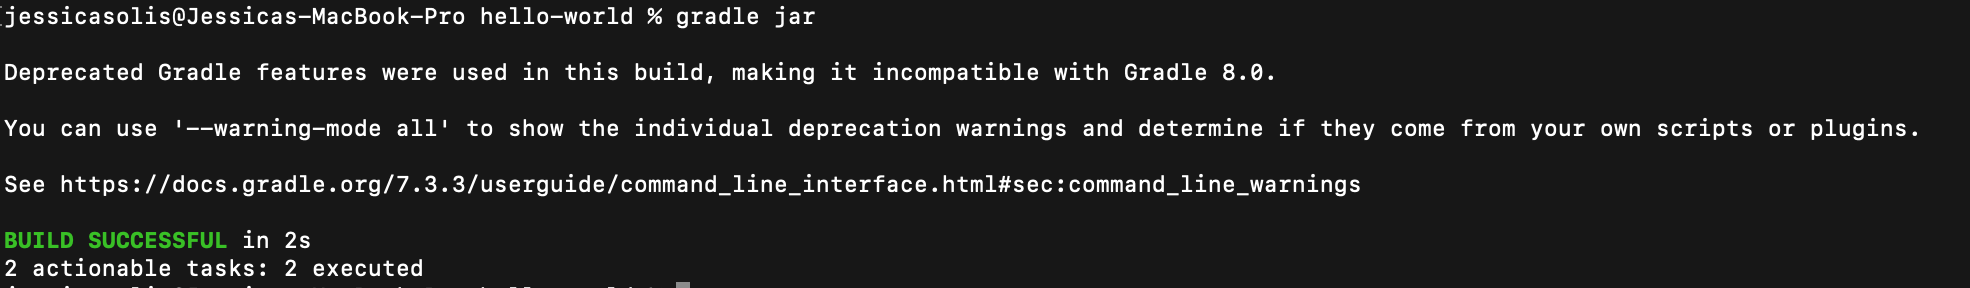 jessicasolis@Jessicas-MacBook-Pro hello-world % gradle jar
Deprecated Gradle features were used in this build, making it incompatible with Gradle 8.0.
You can use '--warning-mode all' to show the individual deprecation warnings and determine if they come from your own scripts or plugins.
See https://docs.gradle.org/7.3.3/userguide/command_line_interface.html#sec:command_line_warnings
BUILD SUCCESSFUL in 2s
2 actionable tasks: 2 executed